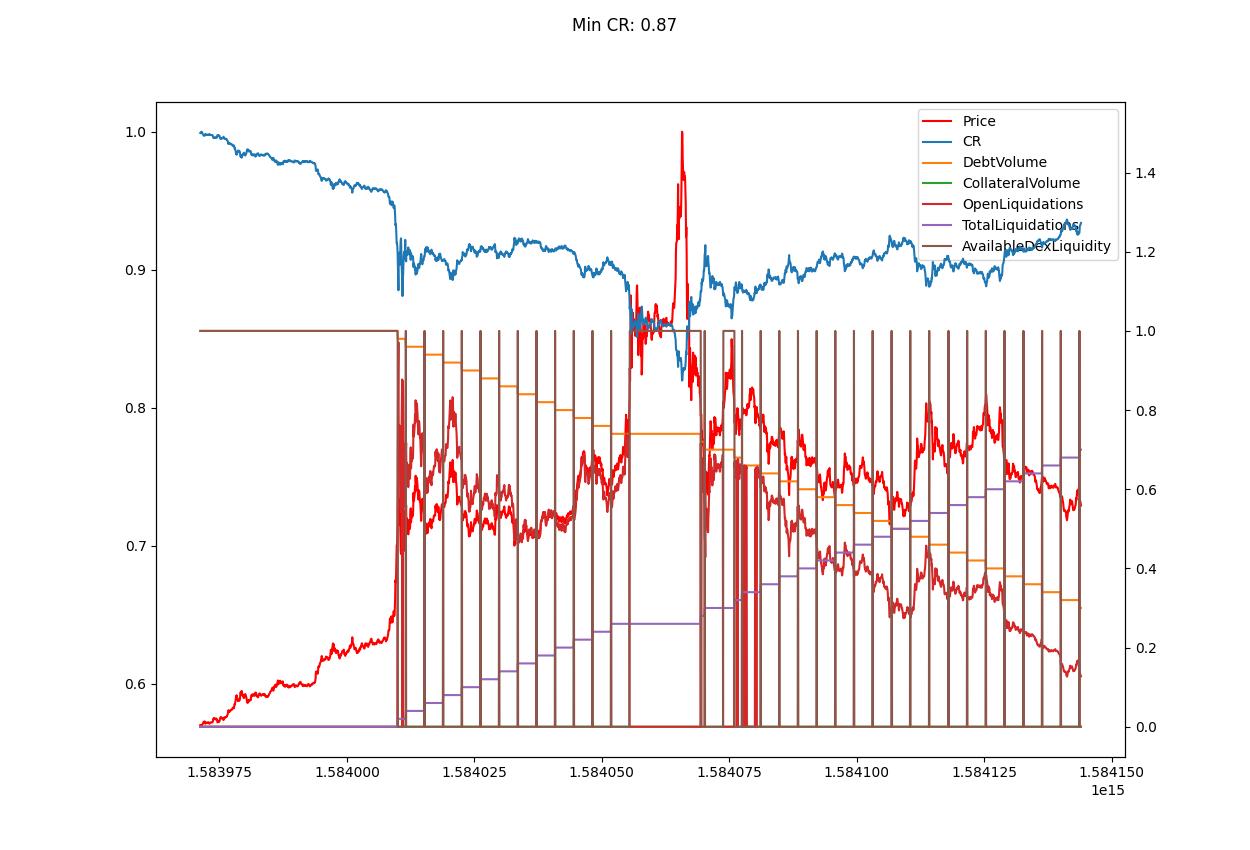 Min CR: 0.87
1.0
0.9
0.8
0.7
0.6
Price
CR
DebtVolume
CollateralVolume
OpenLiquidations
TotalLiquidations
AvailableDexLiquidity
1.4
1.2
1.0
0.8
0.6
0.4
0.2
0.0
1.583975 1.584000 1.584025 1.584050 1.584075 1.584100 1.584125 1.584150
1e15